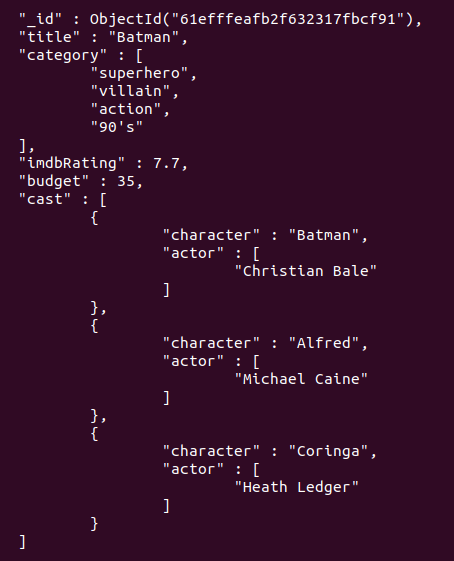 "_id" : ObjectId("61efffeafb2f632317fbcf91"),
"title" : "Batman",
"category" : [
"superhero",
"villain",
"action",
"90's"
],
"imdbRating" : 7.7,
"budget" : 35,
"cast" : [
{
"character" : "Batman",
"actor" : [
"Christian Bale"
]
},
{
"character" : "Alfred",
"actor" : [
"Michael Caine"
]
},
{
"character" : "Coringa",
"actor" : [
"Heath Ledger"
]
}
]